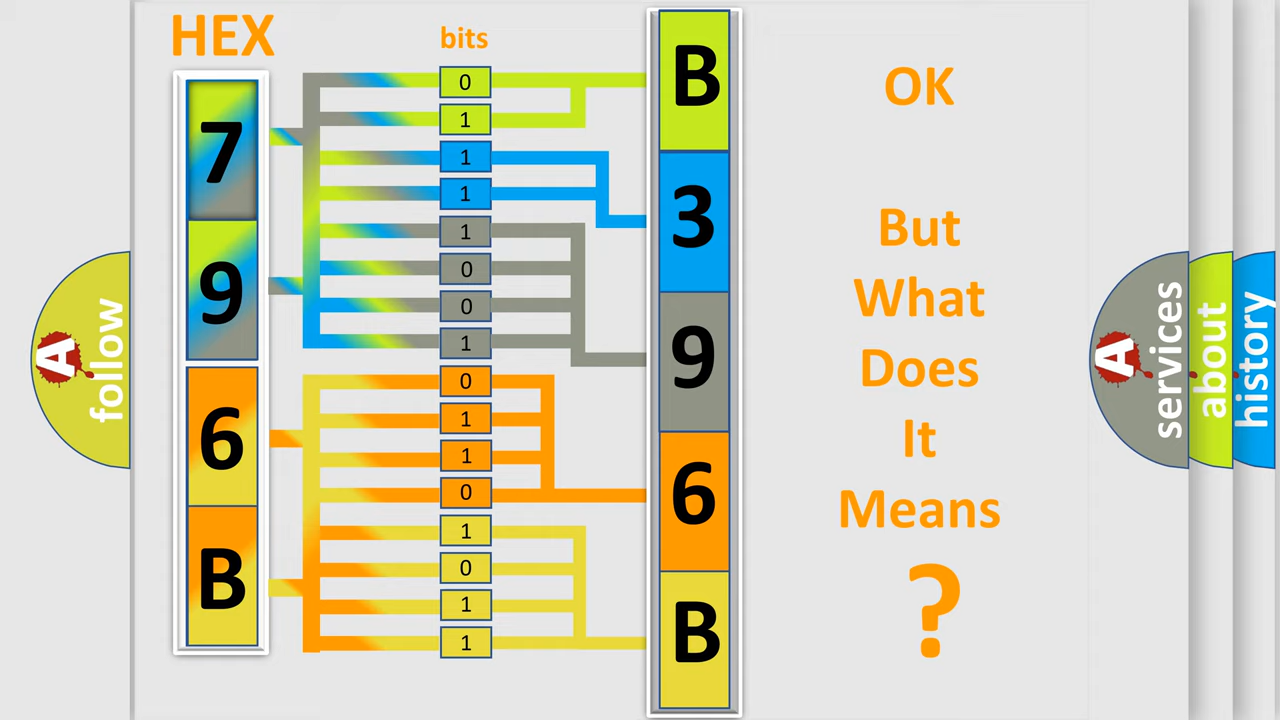 HEX
bits
7
9
6
B
0
1
1
1
1
0
0
1
0
1
1
0
1
0
1
1
B
3
9
6
B
OK
But
What
Does
It
Means
?
A
follow
A
services
about
history